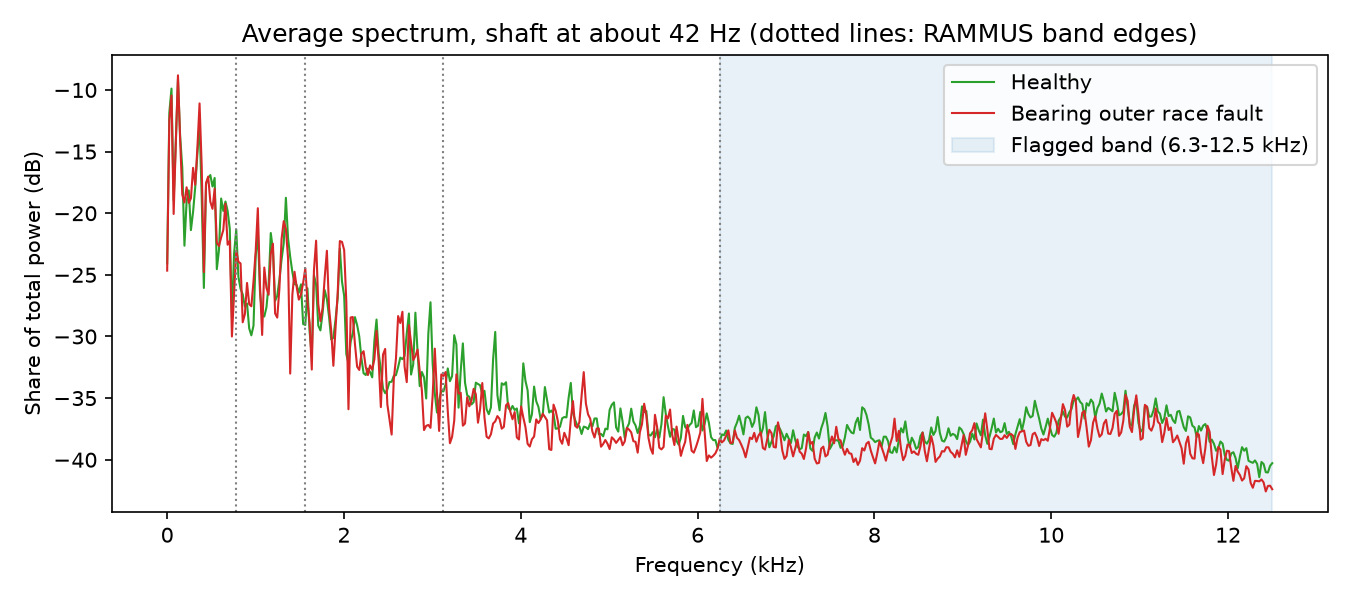 Average spectrum, shaft at about 42 Hz (dotted lines: RAMMUS band edges)
Healthy
Bearing outer race fault
Flagged band (6.3-12.5 kHz)
Share of total power (dB)
−10
−15
−20
−25
−30
−35
−40
0 2 4 6 8 10 12
Frequency (kHz)